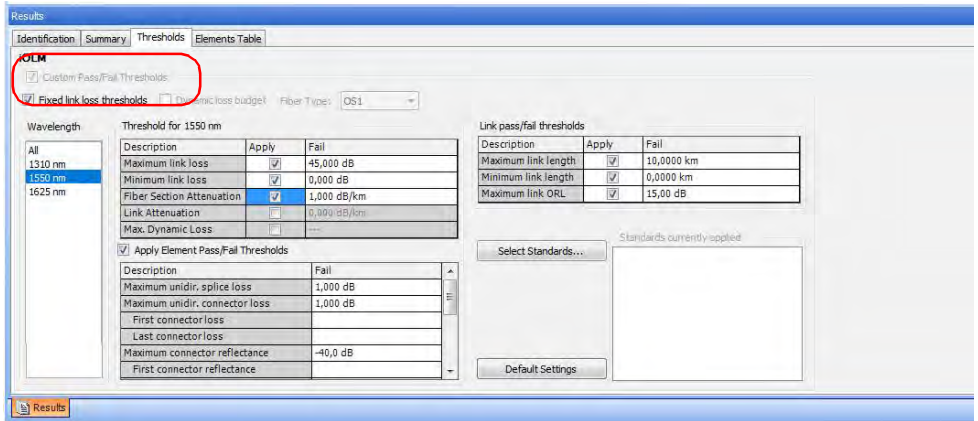 Results
Identification Summary Thresholds Elements Table
iOLM
Custom Pass/Fail Thresholds
Fixed link loss thresholds Dynamic loss budget Fiber Type: OS1
Wavelength
All
1310 nm
1550 nm
1625 nm
Threshold for 1550 nm
Description Apply Fail
Maximum link loss 45,000 dB
Minimum link loss 0,000 dB
Fiber Section Attenuation 1,000 dB/km
Link Attenuation 0,000 dB/km
Max. Dynamic Loss ---
Apply Element Pass/Fail Thresholds
Description Fail
Maximum unidir. splice loss 1,000 dB
Maximum unidir. connector loss 1,000 dB
First connector loss
Last connector loss
Maximum connector reflectance -40,0 dB
First connector reflectance
Link pass/fail thresholds
Description Apply Fail
Maximum link length 10,0000 km
Minimum link length 0,0000 km
Maximum link ORL 15,00 dB
Select Standards...
Standards currently applied
Default Settings
Results